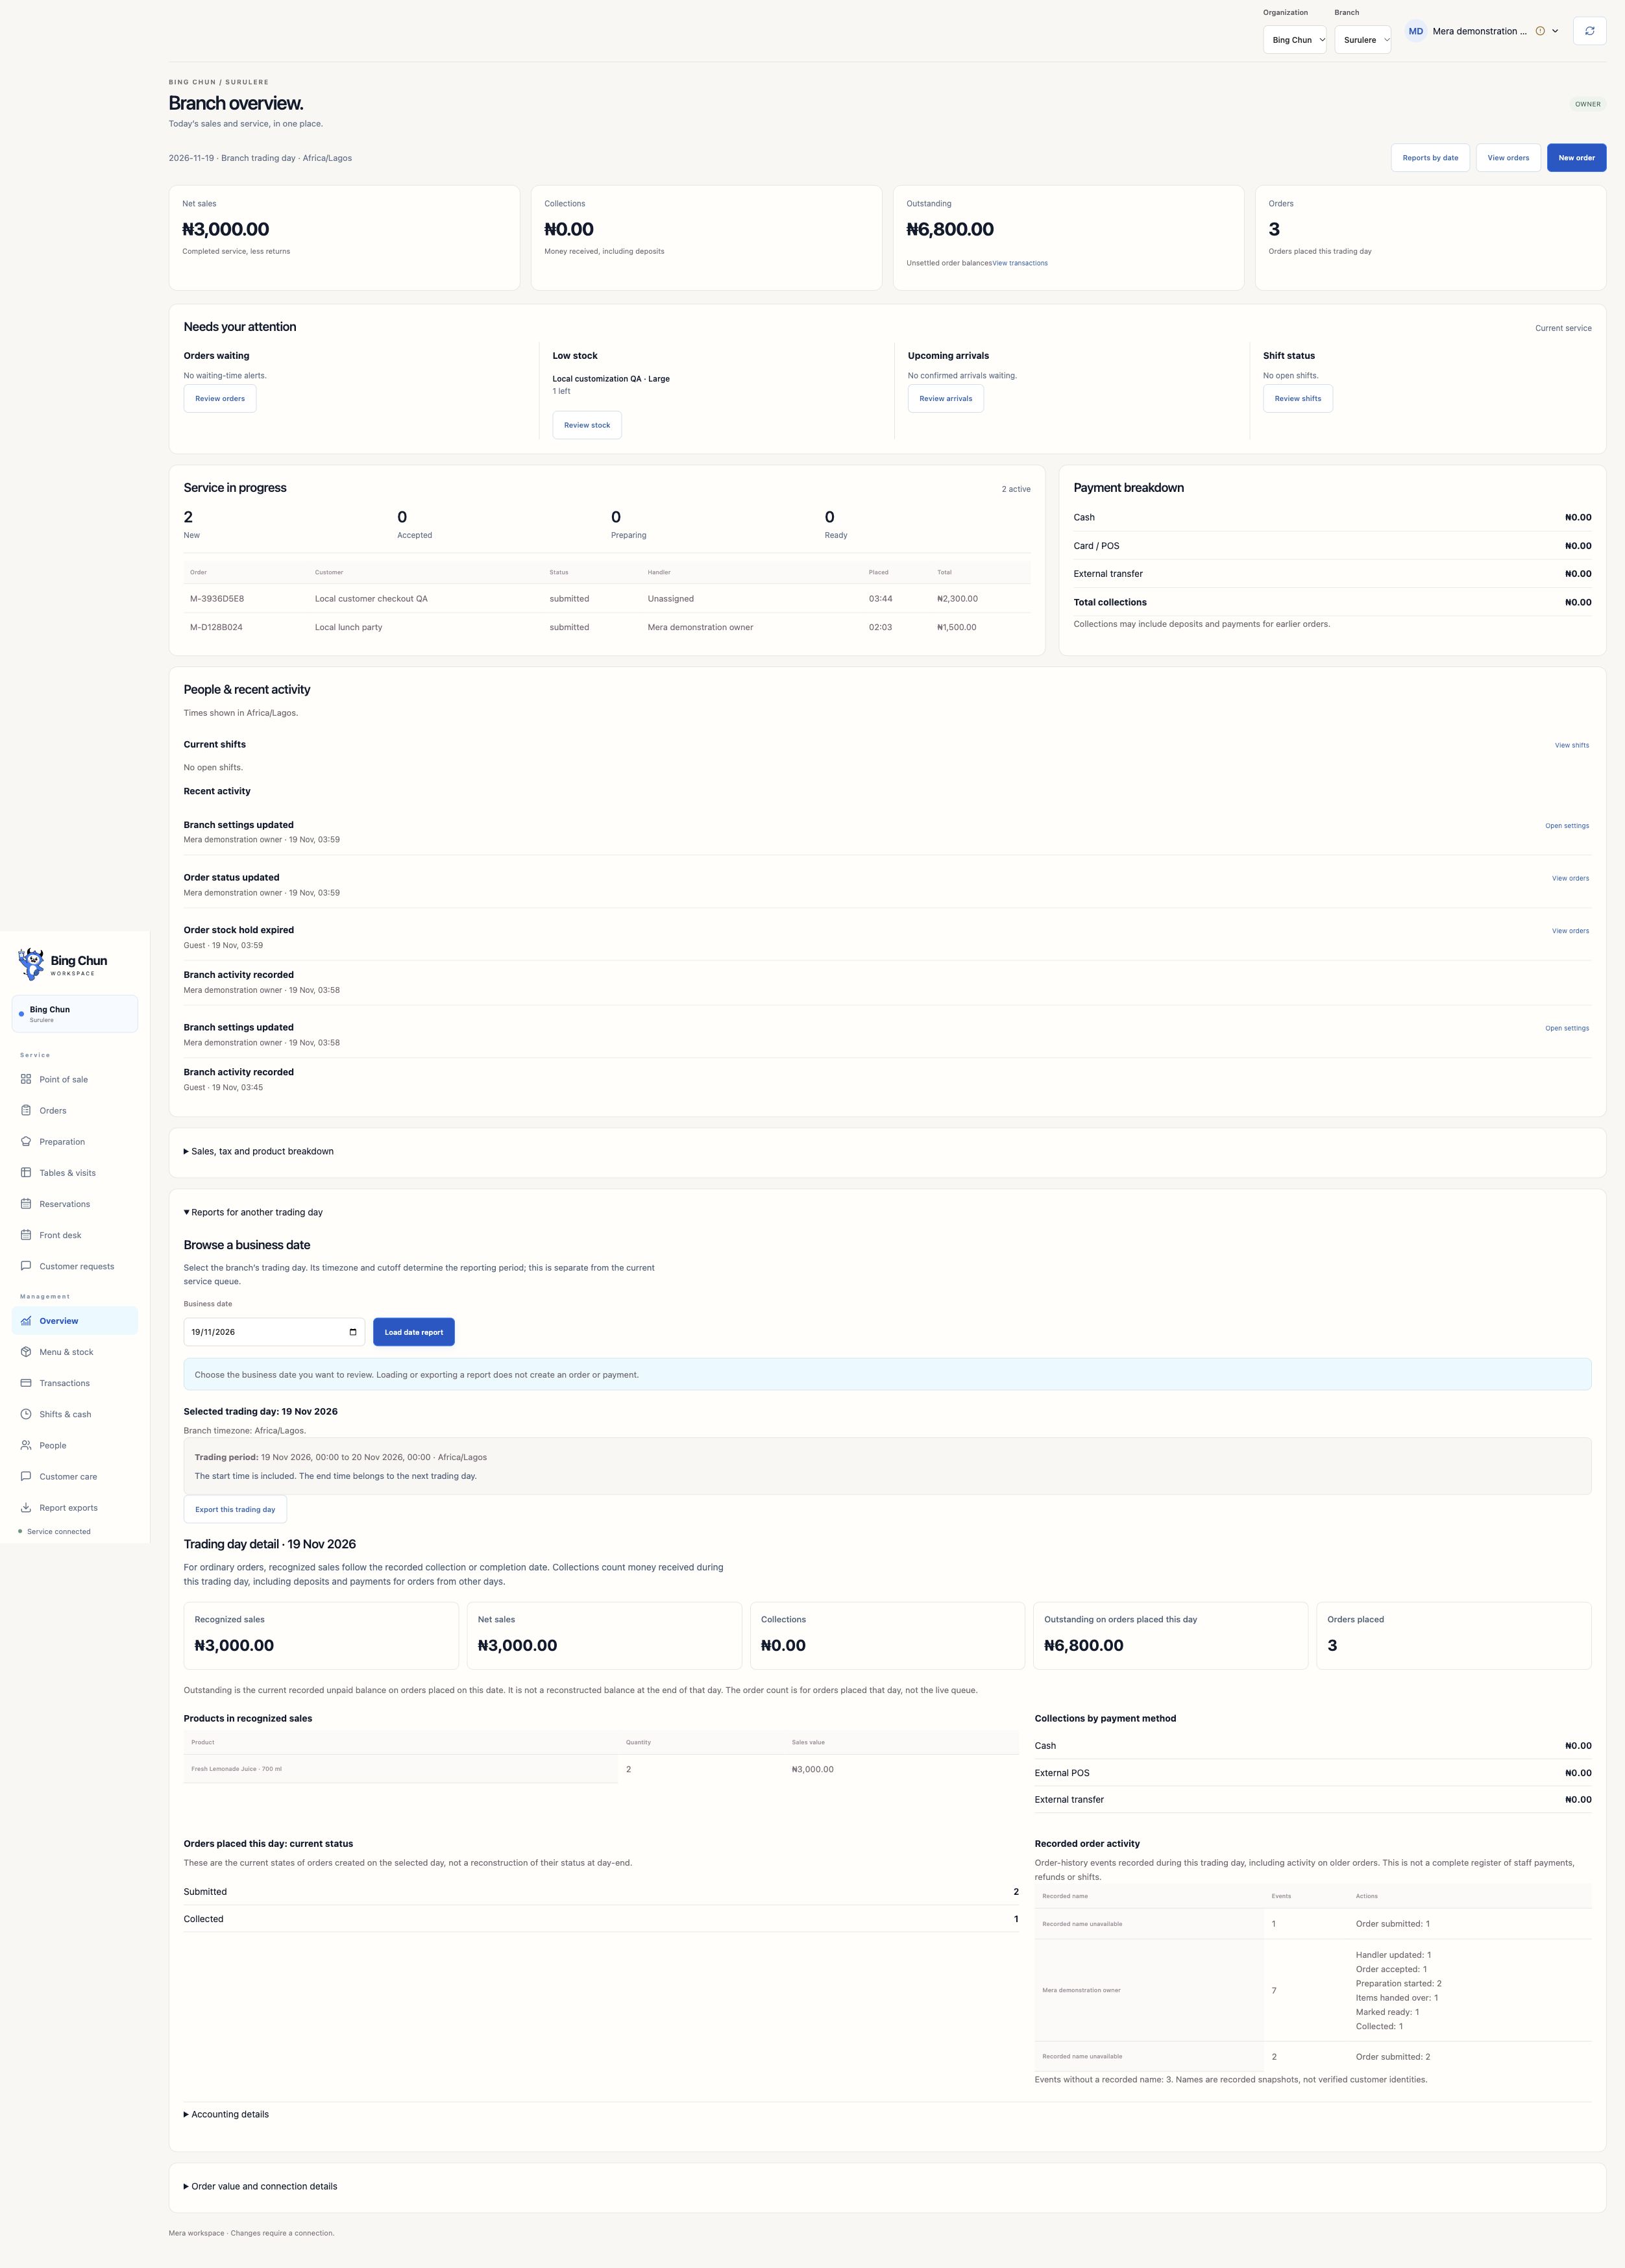 Organization
Branch
Bing Chun
Surulere
MD
Mera demonstration ...
BING CHUN / SURULERE
Branch overview.
OWNER
Today's sales and service, in one place.
2026-11-19 · Branch trading day · Africa/Lagos
Reports by date
View orders
New order
Net sales
₦3,000.00
Completed service, less returns
Collections
₦0.00
Money received, including deposits
Outstanding
₦6,800.00
Unsettled order balancesView transactions
Orders
3
Orders placed this trading day
Needs your attention
Current service
Orders waiting
No waiting-time alerts.
Review orders
Low stock
Local customization QA · Large
1 left
Review stock
Upcoming arrivals
No confirmed arrivals waiting.
Review arrivals
Shift status
No open shifts.
Review shifts
Service in progress
2 active
2
New
0
Accepted
0
Preparing
0
Ready
Order Customer Status Handler Placed Total
M-3936D5E8 Local customer checkout QA submitted Unassigned 03:44 ₦2,300.00
M-D128B024 Local lunch party submitted Mera demonstration owner 02:03 ₦1,500.00
Payment breakdown
Cash ₦0.00
Card / POS ₦0.00
External transfer ₦0.00
Total collections ₦0.00
Collections may include deposits and payments for earlier orders.
People & recent activity
Times shown in Africa/Lagos.
Current shifts
View shifts
No open shifts.
Recent activity
Branch settings updated
Mera demonstration owner · 19 Nov, 03:59
Open settings
Order status updated
Mera demonstration owner · 19 Nov, 03:59
View orders
Order stock hold expired
Guest · 19 Nov, 03:59
View orders
Branch activity recorded
Mera demonstration owner · 19 Nov, 03:58
Branch settings updated
Mera demonstration owner · 19 Nov, 03:58
Open settings
Branch activity recorded
Guest · 19 Nov, 03:45
Bing Chun
WORKSPACE
Bing Chun
Surulere
Service
Point of sale
Orders
Preparation
Tables & visits
Reservations
Front desk
Customer requests
Management
Overview
Menu & stock
Transactions
Shifts & cash
People
Customer care
Report exports
Service connected
Sales, tax and product breakdown
Reports for another trading day
Browse a business date
Select the branch's trading day. Its timezone and cutoff determine the reporting period; this is separate from the current
service queue.
Business date
19/11/2026
Load date report
Choose the business date you want to review. Loading or exporting a report does not create an order or payment.
Selected trading day: 19 Nov 2026
Branch timezone: Africa/Lagos.
Trading period: 19 Nov 2026, 00:00 to 20 Nov 2026, 00:00 · Africa/Lagos
The start time is included. The end time belongs to the next trading day.
Export this trading day
Trading day detail · 19 Nov 2026
For ordinary orders, recognized sales follow the recorded collection or completion date. Collections count money received during
this trading day, including deposits and payments for orders from other days.
Recognized sales
₦3,000.00
Net sales
₦3,000.00
Collections
₦0.00
Outstanding on orders placed this day
₦6,800.00
Orders placed
3
Outstanding is the current recorded unpaid balance on orders placed on this date. It is not a reconstructed balance at the end of that day. The order count is for orders placed that day, not the live queue.
Products in recognized sales
Product Quantity Sales value
Fresh Lemonade Juice · 700 ml 2 ₦3,000.00
Collections by payment method
Cash ₦0.00
External POS ₦0.00
External transfer ₦0.00
Orders placed this day: current status
These are the current states of orders created on the selected day, not a reconstruction of their status at day-end.
Submitted 2
Collected 1
Recorded order activity
Order-history events recorded during this trading day, including activity on older orders. This is not a complete register of staff payments,
refunds or shifts.
Recorded name Events Actions
Recorded name unavailable 1 Order submitted: 1
Mera demonstration owner 7
Handler updated: 1
Order accepted: 1
Preparation started: 2
Items handed over: 1
Marked ready: 1
Collected: 1
Recorded name unavailable 2 Order submitted: 2
Events without a recorded name: 3. Names are recorded snapshots, not verified customer identities.
Accounting details
Order value and connection details
Mera workspace · Changes require a connection.